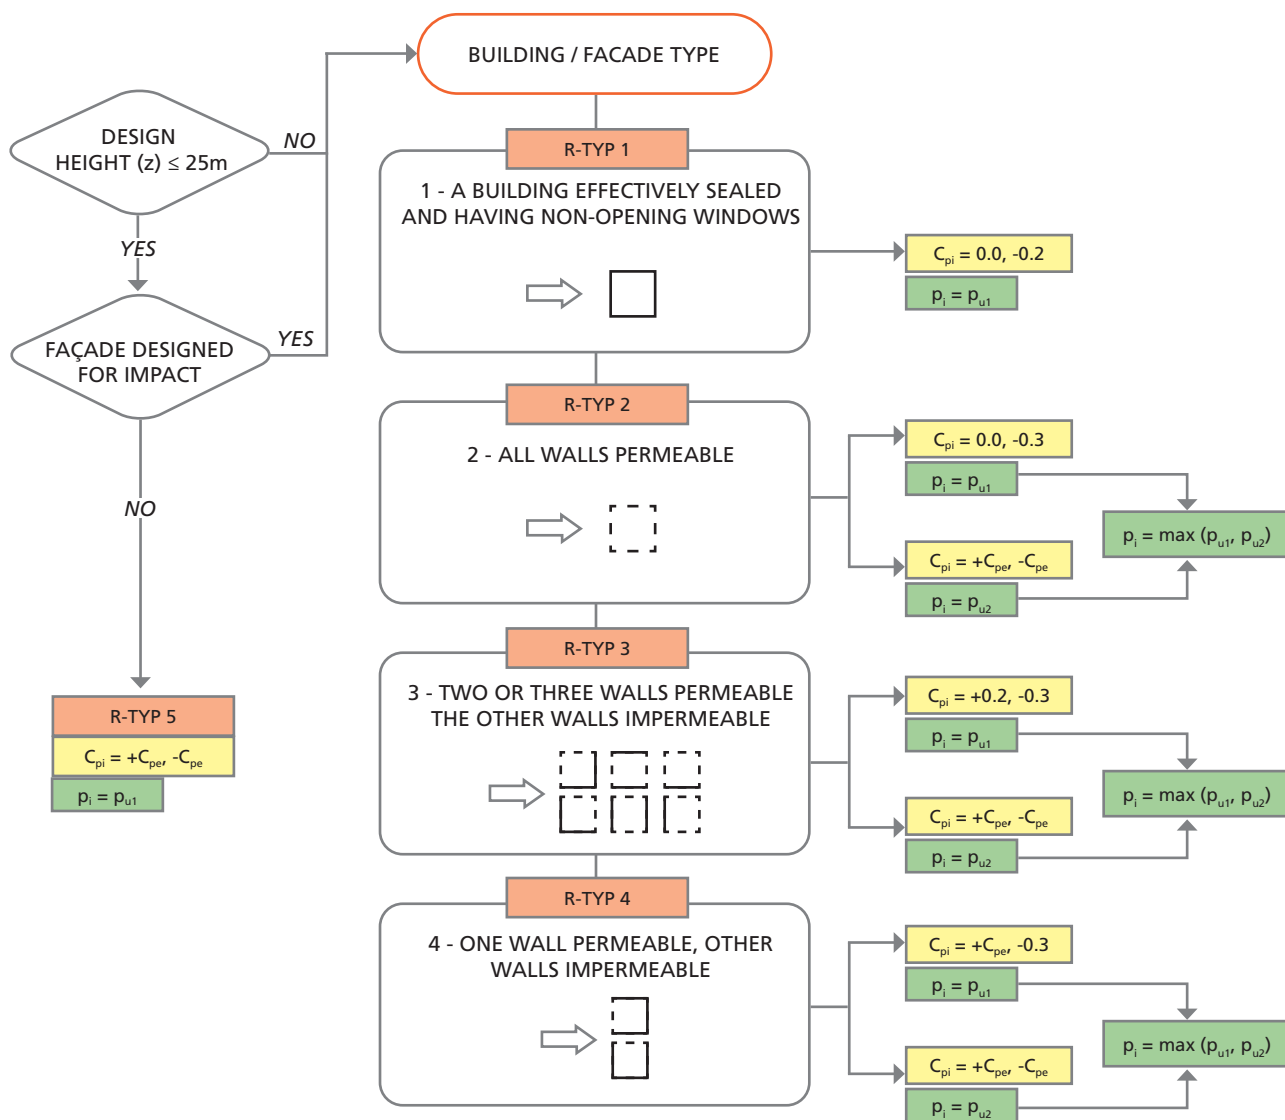 DESIGN
HEIGHT (z) ≤ 25m
NO
YES
FAÇADE DESIGNED
FOR IMPACT
YES
NO
R-TYP 5
Cpi = +Cpe, -Cpe
pi = pu1
BUILDING / FACADE TYPE
R-TYP 1
1 - A BUILDING EFFECTIVELY SEALED
AND HAVING NON-OPENING WINDOWS
Cpi = 0.0, -0.2
pi = pu1
R-TYP 2
2 - ALL WALLS PERMEABLE
Cpi = 0.0, -0.3
pi = pu1
Cpi = +Cpe, -Cpe
pi = pu2
pi = max (pu1, pu2)
R-TYP 3
3 - TWO OR THREE WALLS PERMEABLE
THE OTHER WALLS IMPERMEABLE
Cpi = +0.2, -0.3
pi = pu1
Cpi = +Cpe, -Cpe
pi = pu2
pi = max (pu1, pu2)
R-TYP 4
4 - ONE WALL PERMEABLE, OTHER
WALLS IMPERMEABLE
Cpi = +Cpe, -0.3
pi = pu1
Cpi = +Cpe, -Cpe
pi = pu2
pi = max (pu1, pu2)